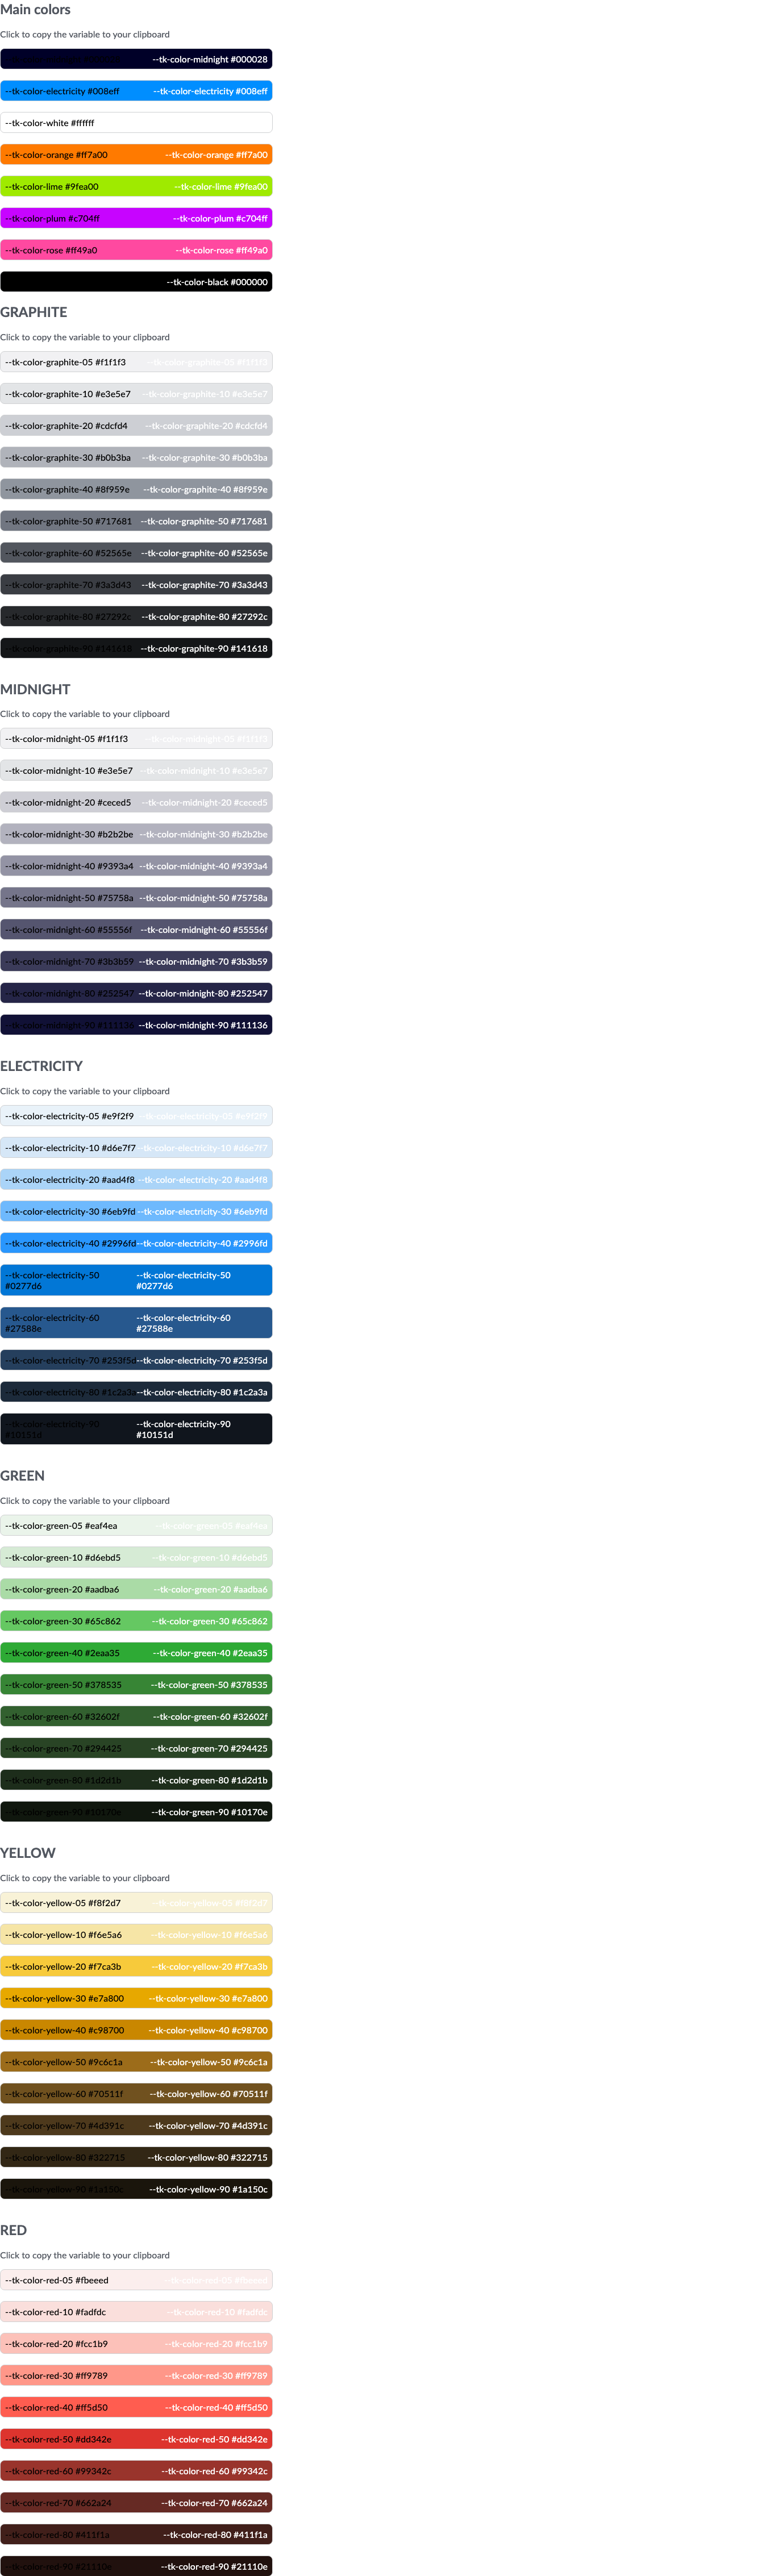 Main colors
Click to copy the variable to your clipboard
--tk-color-midnight #000028
--tk-color-electricity #008eff --tk-color-electricity #008eff
--tk-color-white #ffffff
--tk-color-orange #ff7a00 --tk-color-orange #ff7a00
--tk-color-lime #9fea00 --tk-color-lime #9fea00
--tk-color-plum #c704ff --tk-color-plum #c704ff
--tk-color-rose #ff49a0 --tk-color-rose #ff49a0
--tk-color-black #000000
GRAPHITE
Click to copy the variable to your clipboard
--tk-color-graphite-05 #f1f1f3 --tk-color-graphite-05 #f1f1f3
--tk-color-graphite-10 #e3e5e7 --tk-color-graphite-10 #e3e5e7
--tk-color-graphite-20 #cdcfd4 --tk-color-graphite-20 #cdcfd4
--tk-color-graphite-30 #b0b3ba --tk-color-graphite-30 #b0b3ba
--tk-color-graphite-40 #8f959e --tk-color-graphite-40 #8f959e
--tk-color-graphite-50 #717681 --tk-color-graphite-50 #717681
--tk-color-graphite-60 #52565e --tk-color-graphite-60 #52565e
--tk-color-graphite-70 #3a3d43 --tk-color-graphite-70 #3a3d43
--tk-color-graphite-80 #27292c --tk-color-graphite-80 #27292c
--tk-color-graphite-90 #141618 --tk-color-graphite-90 #141618
MIDNIGHT
Click to copy the variable to your clipboard
--tk-color-midnight-05 #f1f1f3 --tk-color-midnight-05 #f1f1f3
--tk-color-midnight-10 #e3e5e7 --tk-color-midnight-10 #e3e5e7
--tk-color-midnight-20 #ceced5 --tk-color-midnight-20 #ceced5
--tk-color-midnight-30 #b2b2be --tk-color-midnight-30 #b2b2be
--tk-color-midnight-40 #9393a4 --tk-color-midnight-40 #9393a4
--tk-color-midnight-50 #75758a --tk-color-midnight-50 #75758a
--tk-color-midnight-60 #55556f --tk-color-midnight-60 #55556f
--tk-color-midnight-70 #3b3b59 --tk-color-midnight-70 #3b3b59
--tk-color-midnight-80 #252547 --tk-color-midnight-80 #252547
--tk-color-midnight-90 #111136 --tk-color-midnight-90 #111136
ELECTRICITY
Click to copy the variable to your clipboard
--tk-color-electricity-05 #e9f2f9 --tk-color-electricity-05 #e9f2f9
--tk-color-electricity-10 #d6e7f7 --tk-color-electricity-10 #d6e7f7
--tk-color-electricity-20 #aad4f8 --tk-color-electricity-20 #aad4f8
--tk-color-electricity-30 #6eb9fd --tk-color-electricity-30 #6eb9fd
--tk-color-electricity-40 #2996fd --tk-color-electricity-40 #2996fd
--tk-color-electricity-50 --tk-color-electricity-50
#0277d6 #0277d6
--tk-color-electricity-60 --tk-color-electricity-60
#27588e #27588e
--tk-color-electricity-70 #253f5d --tk-color-electricity-70 #253f5d
--tk-color-electricity-80 #1c2a3a --tk-color-electricity-80 #1c2a3a
--tk-color-electricity-90 --tk-color-electricity-90
#10151d #10151d
GREEN
Click to copy the variable to your clipboard
--tk-color-green-05 #eaf4ea --tk-color-green-05 #eaf4ea
--tk-color-green-10 #d6ebd5 --tk-color-green-10 #d6ebd5
--tk-color-green-20 #aadba6 --tk-color-green-20 #aadba6
--tk-color-green-30 #65c862 --tk-color-green-30 #65c862
--tk-color-green-40 #2eaa35 --tk-color-green-40 #2eaa35
--tk-color-green-50 #378535 --tk-color-green-50 #378535
--tk-color-green-60 #32602f --tk-color-green-60 #32602f
--tk-color-green-70 #294425 --tk-color-green-70 #294425
--tk-color-green-80 #1d2d1b --tk-color-green-80 #1d2d1b
--tk-color-green-90 #10170e --tk-color-green-90 #10170e
YELLOW
Click to copy the variable to your clipboard
--tk-color-yellow-05 #f8f2d7 --tk-color-yellow-05 #f8f2d7
--tk-color-yellow-10 #f6e5a6 --tk-color-yellow-10 #f6e5a6
--tk-color-yellow-20 #f7ca3b --tk-color-yellow-20 #f7ca3b
--tk-color-yellow-30 #e7a800 --tk-color-yellow-30 #e7a800
--tk-color-yellow-40 #c98700 --tk-color-yellow-40 #c98700
--tk-color-yellow-50 #9c6c1a --tk-color-yellow-50 #9c6c1a
--tk-color-yellow-60 #70511f --tk-color-yellow-60 #70511f
--tk-color-yellow-70 #4d391c --tk-color-yellow-70 #4d391c
--tk-color-yellow-80 #322715 --tk-color-yellow-80 #322715
--tk-color-yellow-90 #1a150c --tk-color-yellow-90 #1a150c
RED
Click to copy the variable to your clipboard
--tk-color-red-05 #fbeeed --tk-color-red-05 #fbeeed
--tk-color-red-10 #fadfdc --tk-color-red-10 #fadfdc
--tk-color-red-20 #fcc1b9 --tk-color-red-20 #fcc1b9
--tk-color-red-30 #ff9789 --tk-color-red-30 #ff9789
--tk-color-red-40 #ff5d50 --tk-color-red-40 #ff5d50
--tk-color-red-50 #dd342e --tk-color-red-50 #dd342e
--tk-color-red-60 #99342c --tk-color-red-60 #99342c
--tk-color-red-70 #662a24 --tk-color-red-70 #662a24
--tk-color-red-80 #411f1a --tk-color-red-80 #411f1a
--tk-color-red-90 #21110e --tk-color-red-90 #21110e